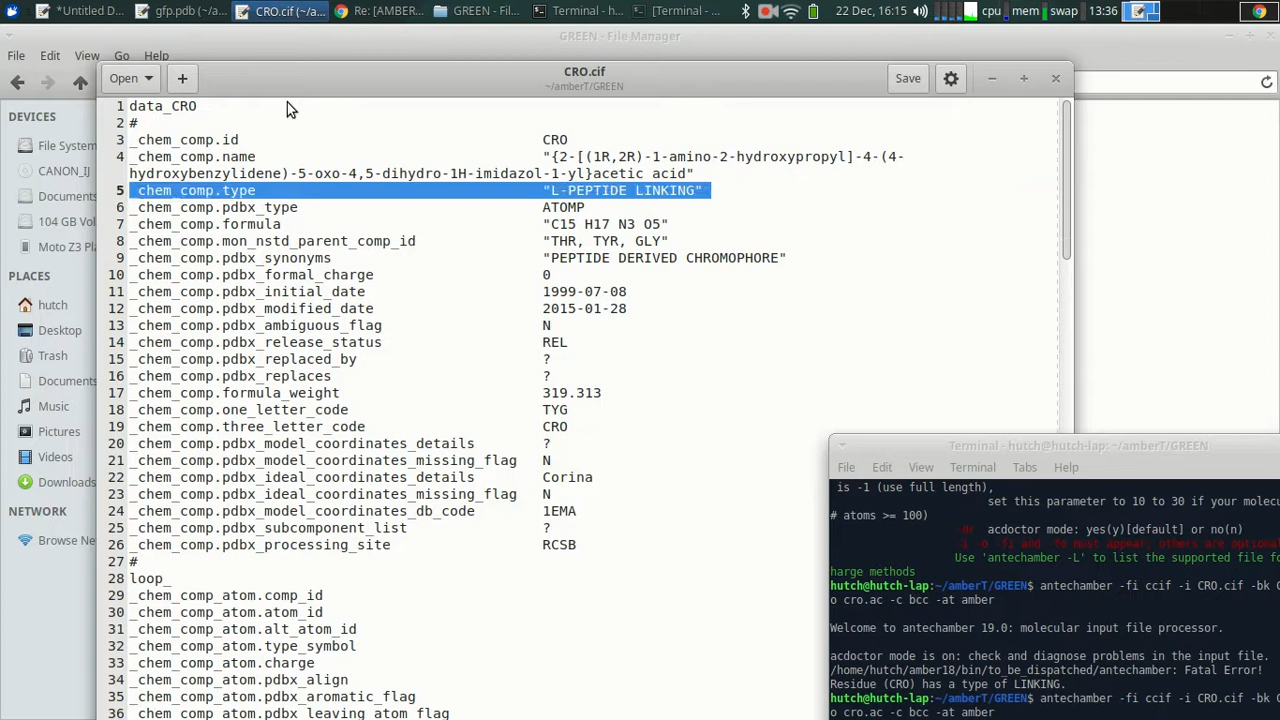 *Untitled D...
gfp.pdb (~/a...
CRO.cif (~/a...
Re: [AMBER...
GREEN - Fil...
Terminal - h...
[Terminal - ...
22 Dec, 16:15
cpu
mem
swap
13:36
GREEN - File Manager
File Edit View Go Help
DEVICES
File System
CANON_IJ
Documents
104 GB Vol
Moto Z3 Pla
PLACES
hutch
Desktop
Trash
Documents
Music
Pictures
Videos
Downloads
NETWORK
Browse Ne
Open
CRO.cif
~/amberT/GREEN
Save
1 data_CRO
2 #
3 _chem_comp.id CRO
4 _chem_comp.name "{2-[(1R,2R)-1-amino-2-hydroxypropyl]-4-(4-
hydroxybenzylidene)-5-oxo-4,5-dihydro-1H-imidazol-1-yl}acetic acid"
5 _chem_comp.type "L-PEPTIDE LINKING"
6 _chem_comp.pdbx_type ATOMP
7 _chem_comp.formula "C15 H17 N3 O5"
8 _chem_comp.mon_nstd_parent_comp_id "THR, TYR, GLY"
9 _chem_comp.pdbx_synonyms "PEPTIDE DERIVED CHROMOPHORE"
10 _chem_comp.pdbx_formal_charge 0
11 _chem_comp.pdbx_initial_date 1999-07-08
12 _chem_comp.pdbx_modified_date 2015-01-28
13 _chem_comp.pdbx_ambiguous_flag N
14 _chem_comp.pdbx_release_status REL
15 _chem_comp.pdbx_replaced_by ?
16 _chem_comp.pdbx_replaces ?
17 _chem_comp.formula_weight 319.313
18 _chem_comp.one_letter_code TYG
19 _chem_comp.three_letter_code CRO
20 _chem_comp.pdbx_model_coordinates_details ?
21 _chem_comp.pdbx_model_coordinates_missing_flag N
22 _chem_comp.pdbx_ideal_coordinates_details Corina
23 _chem_comp.pdbx_ideal_coordinates_missing_flag N
24 _chem_comp.pdbx_model_coordinates_db_code 1EMA
25 _chem_comp.pdbx_subcomponent_list ?
26 _chem_comp.pdbx_processing_site RCSB
27 #
28 loop_
29 _chem_comp_atom.comp_id
30 _chem_comp_atom.atom_id
31 _chem_comp_atom.alt_atom_id
32 _chem_comp_atom.type_symbol
33 _chem_comp_atom.charge
34 _chem_comp_atom.pdbx_align
35 _chem_comp_atom.pdbx_aromatic_flag
36 _chem_comp_atom.pdbx_leaving_atom_flag
Terminal - hutch@hutch-lap: ~/amberT/GREEN
File Edit View Terminal Tabs Help
is -1 (use full length),
set this parameter to 10 to 30 if your molecu
# atoms >= 100)
-dr acdoctor mode: yes(y)[default] or no(n)
-i -o -fi and -fo must appear; others are optional
Use 'antechamber -L' to list the supported file fo
harge methods
hutch@hutch-lap:~/amberT/GREEN$ antechamber -fi ccif -i CRO.cif -bk C
o cro.ac -c bcc -at amber
Welcome to antechamber 19.0: molecular input file processor.
acdoctor mode is on: check and diagnose problems in the input file.
/home/hutch/amber18/bin/to_be_dispatched/antechamber: Fatal Error!
Residue (CRO) has a type of LINKING.
hutch@hutch-lap:~/amberT/GREEN$ antechamber -fi ccif -i CRO.cif -bk C
o cro.ac -c bcc -at amber